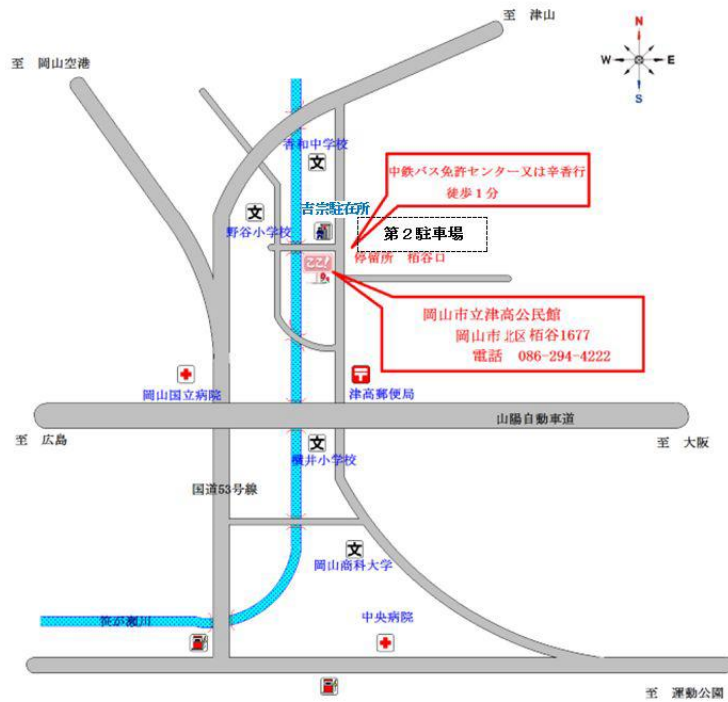 至 津山
N
W
E
S
至 岡山空港
香和中学校
文
中鉄バス免許センター又は辛香行
徒歩1分
吉宗駐在所
文
野谷小学校
第2駐車場
停留所 栢谷口
岡山市立津高公民館
岡山市北区栢谷1677
電話 086-294-4222
岡山国立病院
津高郵便局
山陽自動車道
至 広島
至 大阪
文
横井小学校
国道53号線
文
岡山商科大学
笹が瀬川
中央病院
至 運動公園